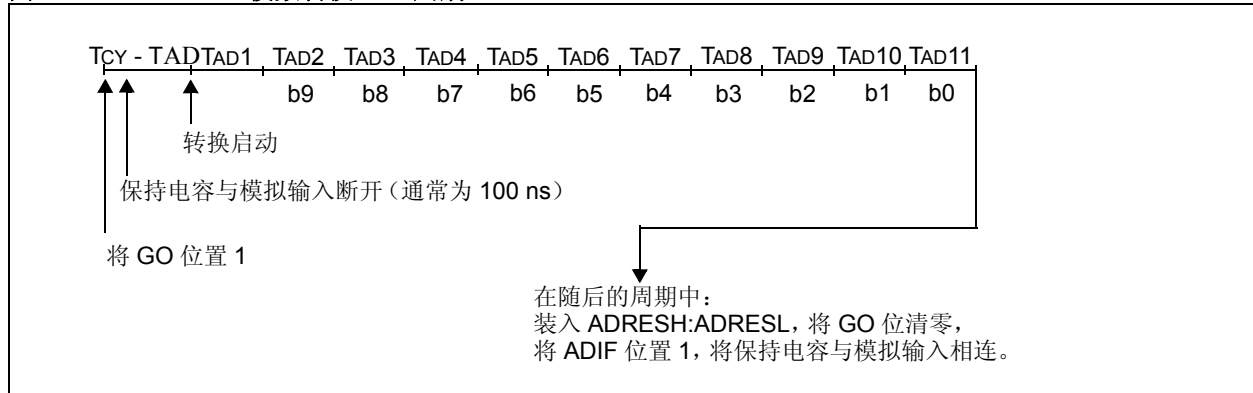 TCY - TAD TAD1 TAD2 TAD3 TAD4 TAD5 TAD6 TAD7 TAD8 TAD9 TAD10 TAD11
b9 b8 b7 b6 b5 b4 b3 b2 b1 b0
转换启动
保持电容与模拟输入断开（通常为 100 ns）
将 GO 位置 1
在随后的周期中：
装入 ADRESH:ADRESL，将 GO 位清零，
将 ADIF 位置 1，将保持电容与模拟输入相连。